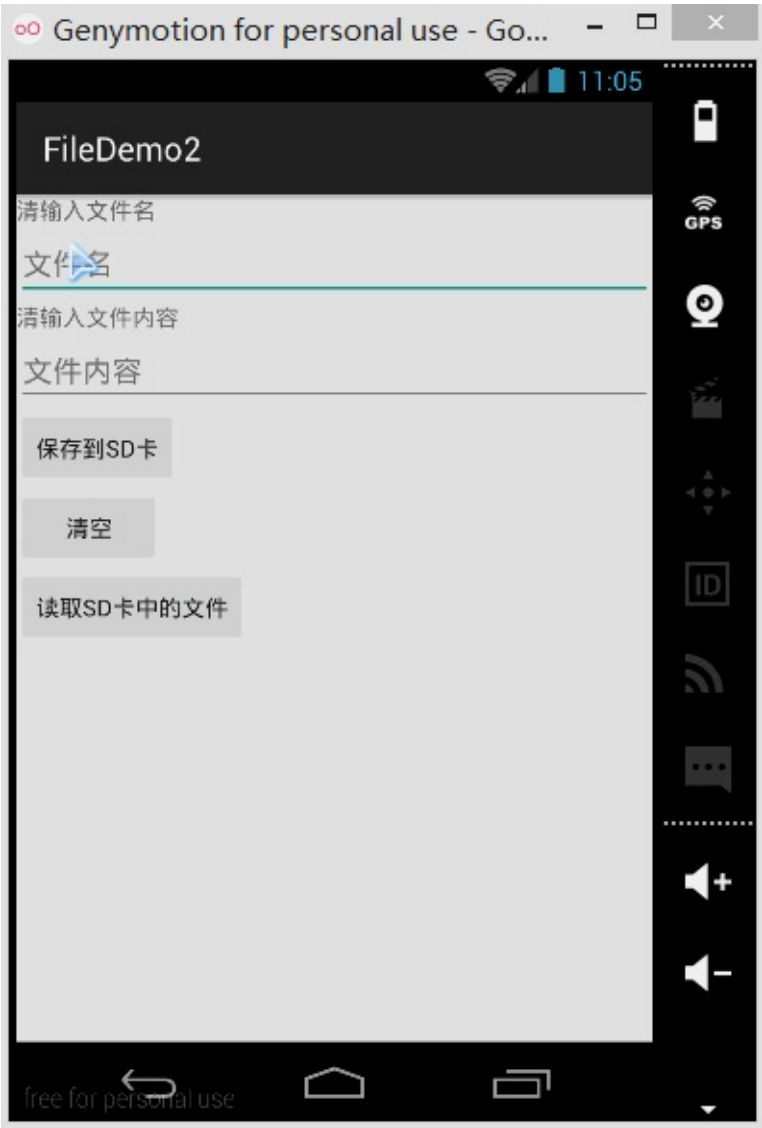 Genymotion for personal use - Go...
11:05
FileDemo2
GPS
清输入文件名
文件名
清输入文件内容
文件内容
保存到SD卡
清空
ID
读取SD卡中的文件
free for personal use